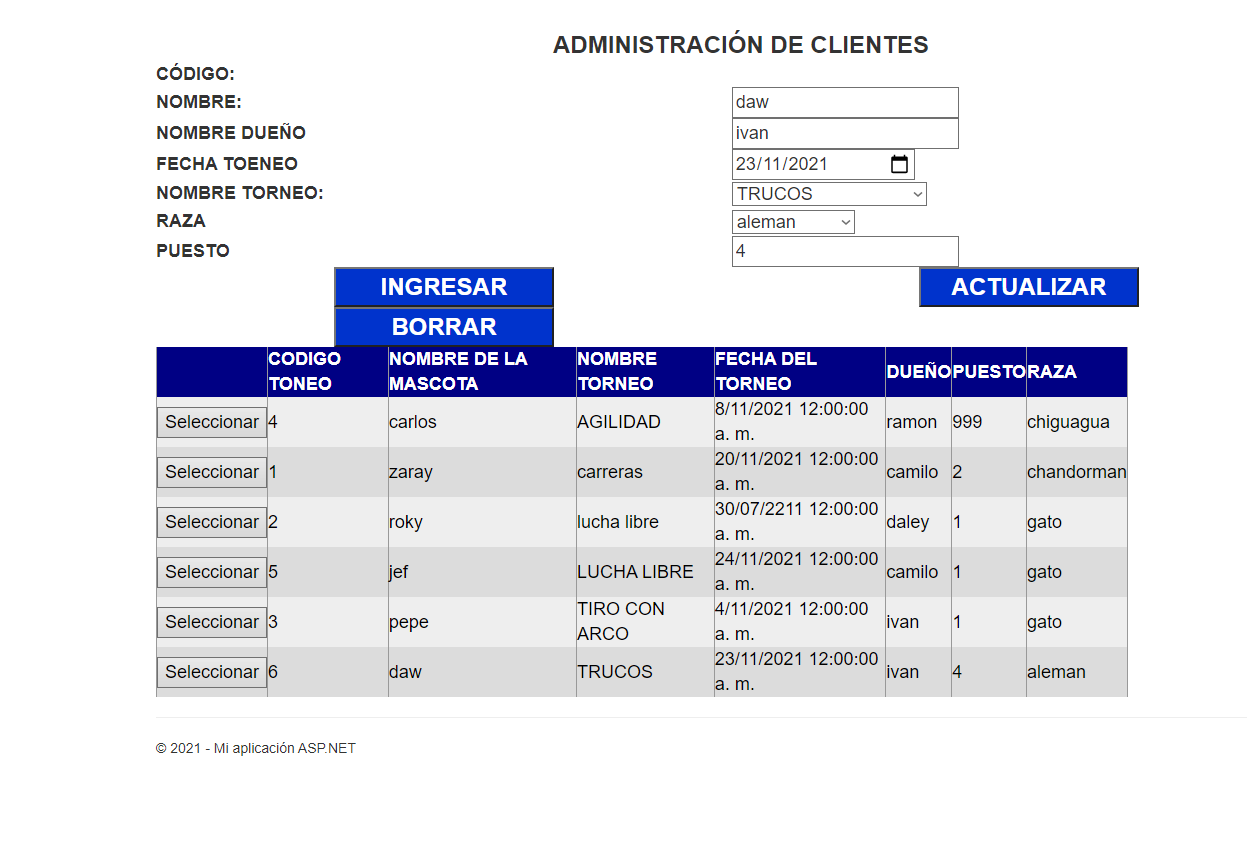 ADMINISTRACIÓN DE CLIENTES
CÓDIGO:
NOMBRE: daw
NOMBRE DUEÑO ivan
FECHA TOENEO 23/11/2021
NOMBRE TORNEO: TRUCOS
RAZA aleman
PUESTO 4
INGRESAR ACTUALIZAR
BORRAR
CODIGO TONEO NOMBRE DE LA MASCOTA NOMBRE TORNEO FECHA DEL TORNEO DUEÑO PUESTO RAZA
Seleccionar 4 carlos AGILIDAD 8/11/2021 12:00:00 a. m. ramon 999 chiguagua
Seleccionar 1 zaray carreras 20/11/2021 12:00:00 a. m. camilo 2 chandorman
Seleccionar 2 roky lucha libre 30/07/2211 12:00:00 a. m. daley 1 gato
Seleccionar 5 jef LUCHA LIBRE 24/11/2021 12:00:00 a. m. camilo 1 gato
Seleccionar 3 pepe TIRO CON ARCO 4/11/2021 12:00:00 a. m. ivan 1 gato
Seleccionar 6 daw TRUCOS 23/11/2021 12:00:00 a. m. ivan 4 aleman
© 2021 - Mi aplicación ASP.NET